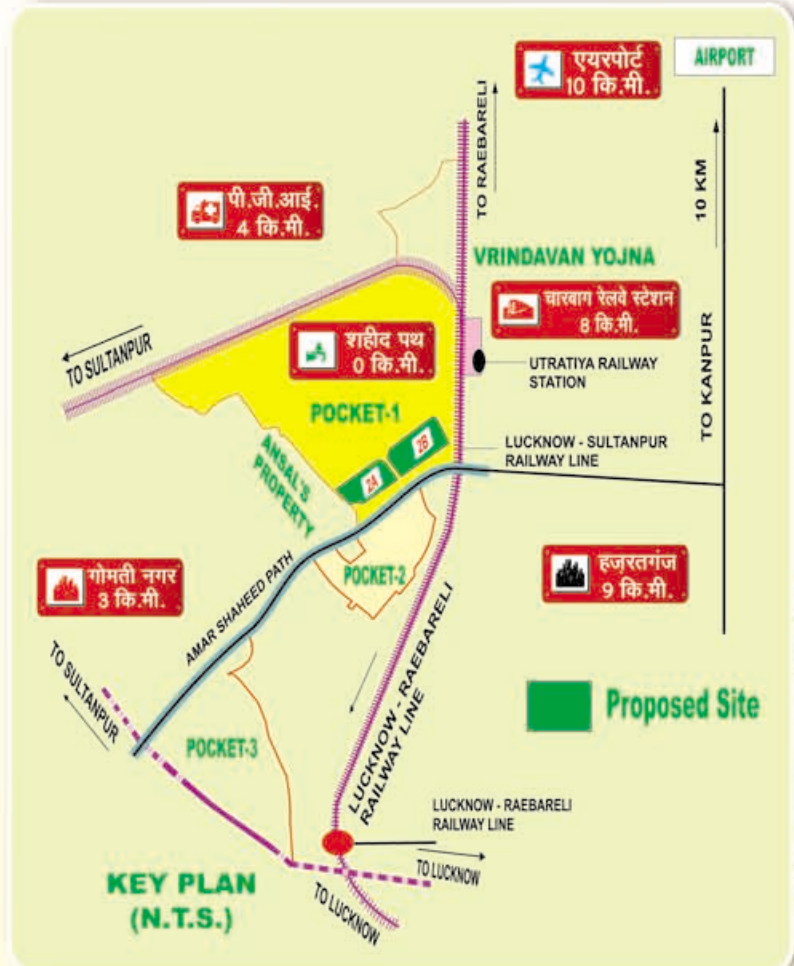 एयरपोर्ट
10 कि.मी.
AIRPORT
TO RAEBARELI
10 KM
पी.जी.आई.
4 कि.मी.
VRINDAVAN YOJNA
चारबाग रेलवे स्टेशन
8 कि.मी.
TO SULTANPUR
शहीद पथ
0 कि.मी.
UTRATIYA RAILWAY
STATION
TO KANPUR
POCKET-1
2B
2A
LUCKNOW - SULTANPUR
RAILWAY LINE
ANSAL'S
PROPERTY
गोमती नगर
3 कि.मी.
POCKET-2
हज़रतगंज
9 कि.मी.
AMAR SHAHEED PATH
TO SULTANPUR
LUCKNOW - RAEBARELI
RAILWAY LINE
Proposed Site
POCKET-3
LUCKNOW - RAEBARELI
RAILWAY LINE
TO LUCKNOW
KEY PLAN
(N.T.S.)
TO LUCKNOW